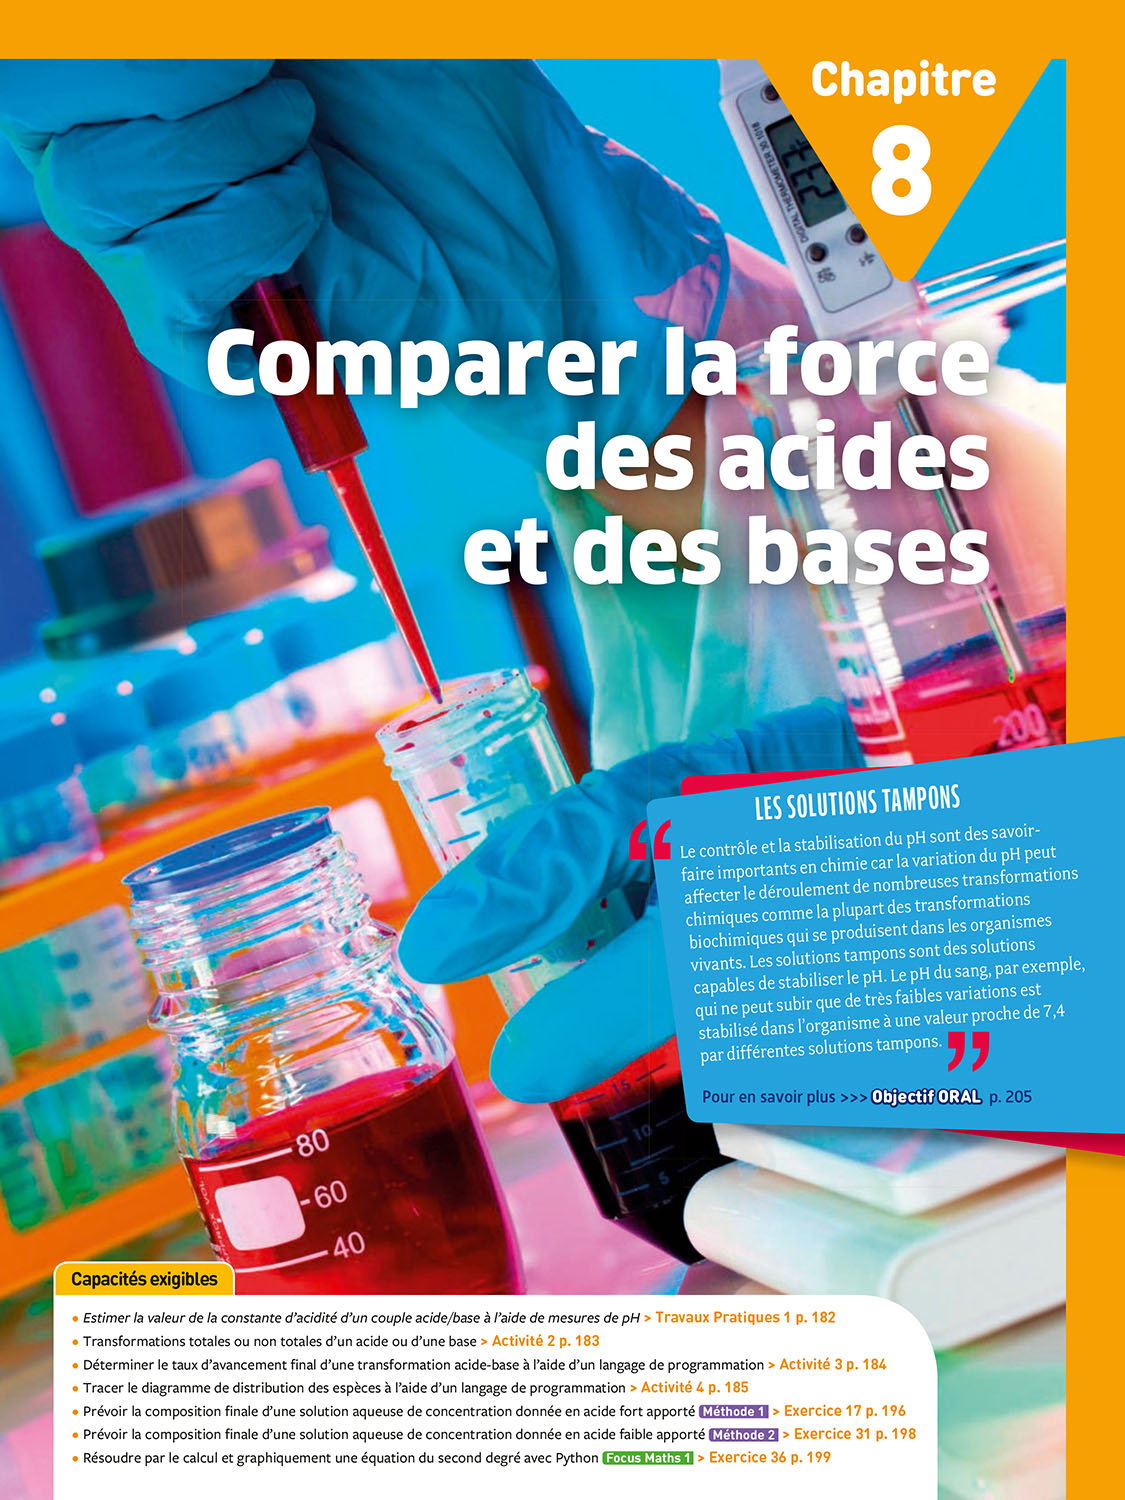 Chapitre
8
DIGITAL THERMOMETER 30.1018
Comparer la force
des acides
et des bases
200
LES SOLUTIONS TAMPONS
“ Le contrôle et la stabilisation du pH sont des savoir-
faire importants en chimie car la variation du pH peut
affecter le déroulement de nombreuses transformations
chimiques comme la plupart des transformations
biochimiques qui se produisent dans les organismes
vivants. Les solutions tampons sont des solutions
capables de stabiliser le pH. Le pH du sang, par exemple,
qui ne peut subir que de très faibles variations est
stabilisé dans l’organisme à une valeur proche de 7,4
par différentes solutions tampons. ”
Pour en savoir plus >>> Objectif ORAL p. 205
15
10
5
80
60
40
Capacités exigibles
• Estimer la valeur de la constante d’acidité d’un couple acide/base à l’aide de mesures de pH > Travaux Pratiques 1 p. 182
• Transformations totales ou non totales d’un acide ou d’une base > Activité 2 p. 183
• Déterminer le taux d’avancement final d’une transformation acide-base à l’aide d’un langage de programmation > Activité 3 p. 184
• Tracer le diagramme de distribution des espèces à l’aide d’un langage de programmation > Activité 4 p. 185
• Prévoir la composition finale d’une solution aqueuse de concentration donnée en acide fort apporté Méthode 1 > Exercice 17 p. 196
• Prévoir la composition finale d’une solution aqueuse de concentration donnée en acide faible apporté Méthode 2 > Exercice 31 p. 198
• Résoudre par le calcul et graphiquement une équation du second degré avec Python Focus Maths 1 > Exercice 36 p. 199